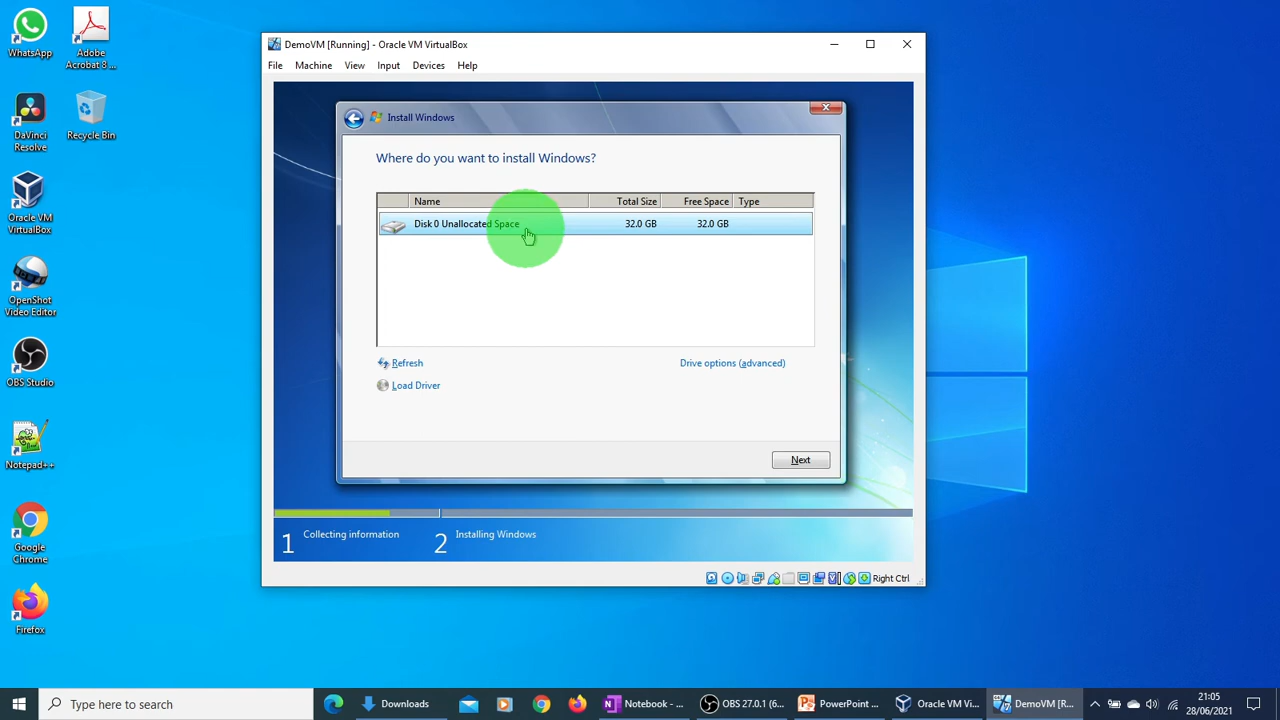 WhatsApp
Adobe
Acrobat 8 ...
DaVinci
Resolve
Recycle Bin
Oracle VM
VirtualBox
OpenShot
Video Editor
OBS Studio
Notepad++
Google
Chrome
Firefox
DemoVM [Running] - Oracle VM VirtualBox
File Machine View Input Devices Help
Install Windows
Where do you want to install Windows?
Name Total Size Free Space Type
Disk 0 Unallocated Space 32.0 GB 32.0 GB
Refresh Drive options (advanced)
Load Driver
Next
1 Collecting information 2 Installing Windows
Right Ctrl
Type here to search Downloads Notebook - ... OBS 27.0.1 (6... PowerPoint ... Oracle VM Vi... DemoVM [R...
21:05
28/06/2021